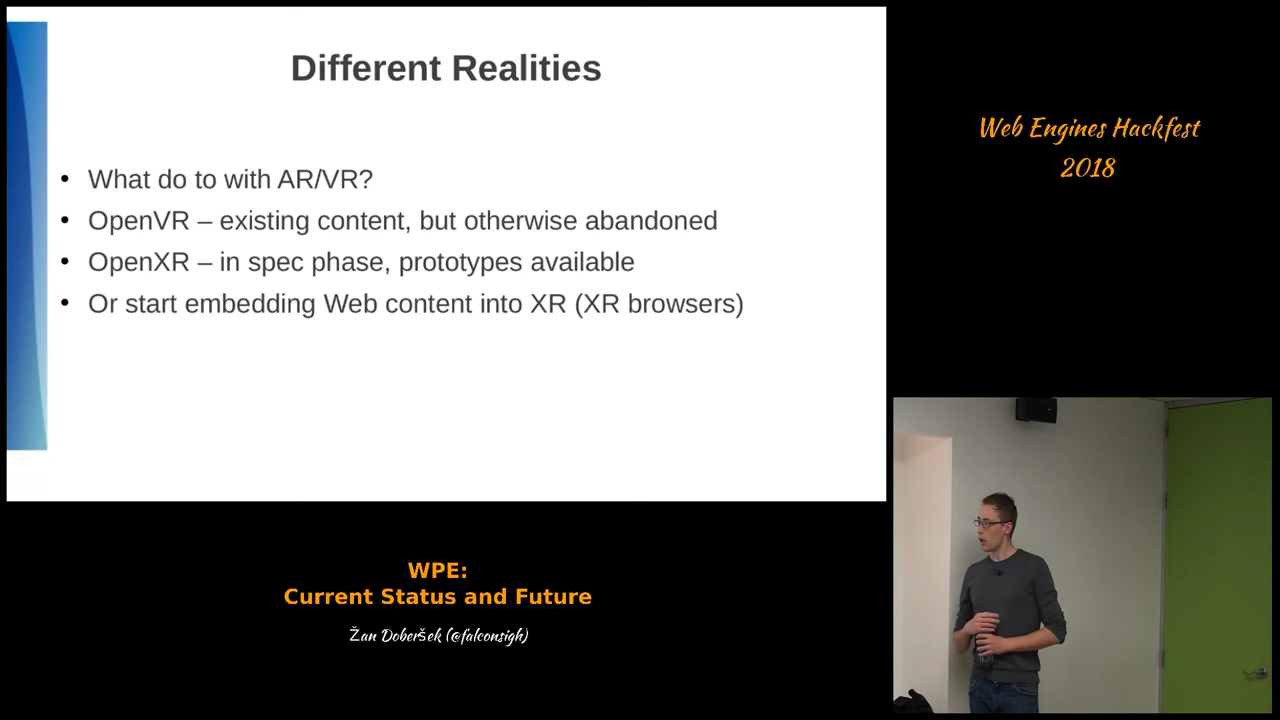 Different Realities
What do to with AR/VR?
OpenVR – existing content, but otherwise abandoned
OpenXR – in spec phase, prototypes available
Or start embedding Web content into XR (XR browsers)
Web Engines Hackfest
2018
WPE:
Current Status and Future
Žan Doberšek (@falconsigh)